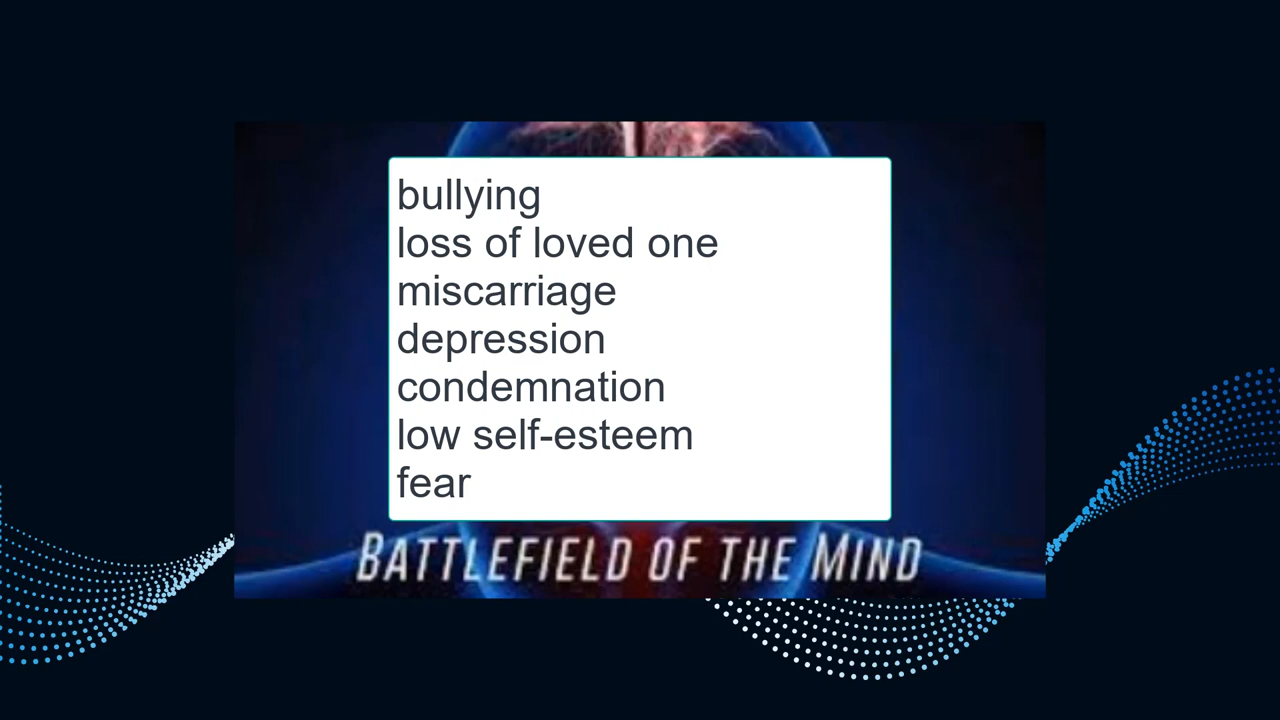 bullying
loss of loved one
miscarriage
depression
condemnation
low self-esteem
fear
BATTLEFIELD OF THE MIND